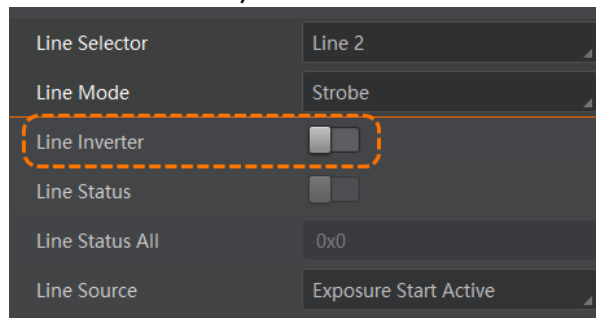 Line Selector Line 2
Line Mode Strobe
Line Inverter
Line Status
Line Status All 0x0
Line Source Exposure Start Active